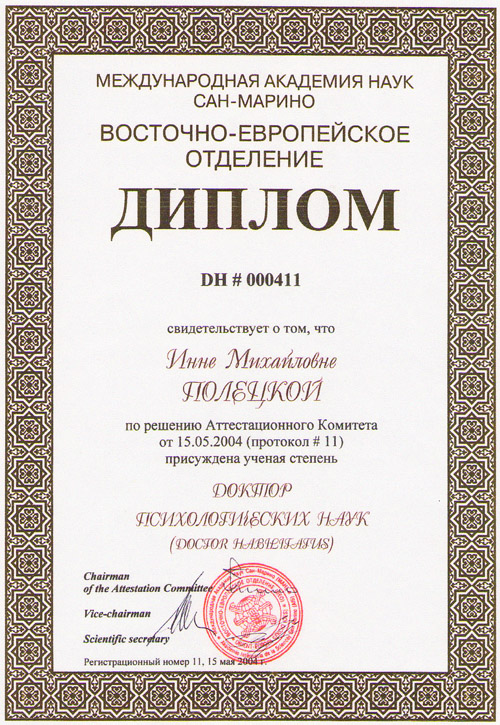 МЕЖДУНАРОДНАЯ АКАДЕМИЯ НАУК
САН-МАРИНО
ВОСТОЧНО-ЕВРОПЕЙСКОЕ
ОТДЕЛЕНИЕ
ДИПЛОМ
DH # 000411
свидетельствует о том, что
Инне Михайловне
ПОЛЕЦКОЙ
по решению Аттестационного Комитета
от 15.05.2004 (протокол # 11)
присуждена ученая степень
ДОКТОР
ПСИХОЛОГИЧЕСКИХ НАУК
(DOCTOR HABILITATUS)
Chairman
of the Attestation Committee
Vice-chairman
Scientific secretary
Регистрационный номер 11, 15 мая 2004 г.